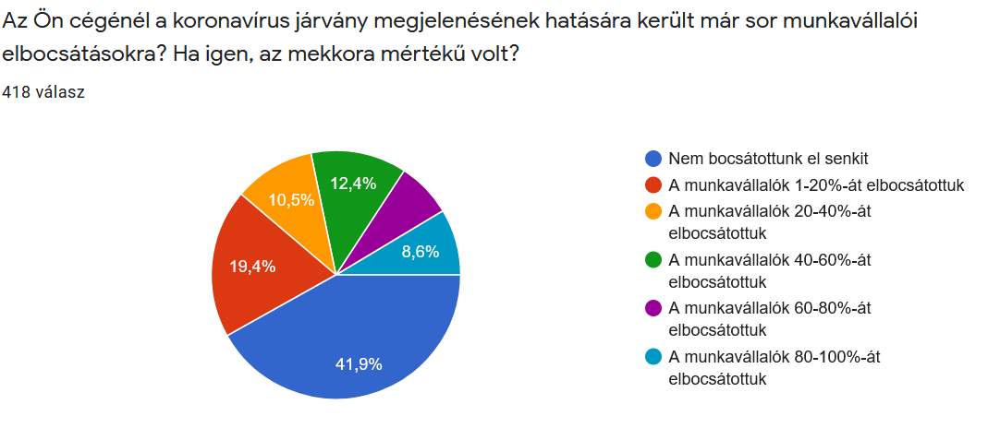 Az Ön cégénél a koronavírus járvány megjelenésének hatására került már sor munkavállalói
elbocsátásokra? Ha igen, az mekkora mértékű volt?
418 válasz
12,4%
10,5%
8,6%
19,4%
41,9%
Nem bocsátottunk el senkit
A munkavállalók 1-20%-át elbocsátottuk
A munkavállalók 20-40%-át
elbocsátottuk
A munkavállalók 40-60%-át
elbocsátottuk
A munkavállalók 60-80%-át
elbocsátottuk
A munkavállalók 80-100%-át
elbocsátottuk